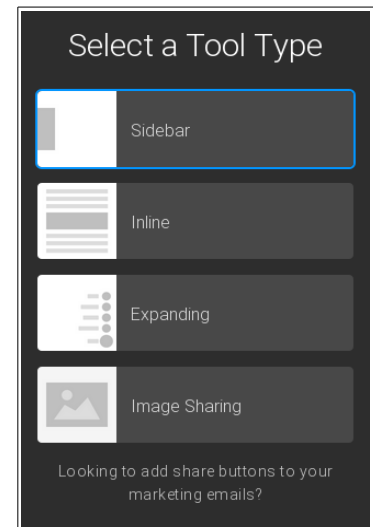 Select a Tool Type
Sidebar
Inline
Expanding
Image Sharing
Looking to add share buttons to your
marketing emails?